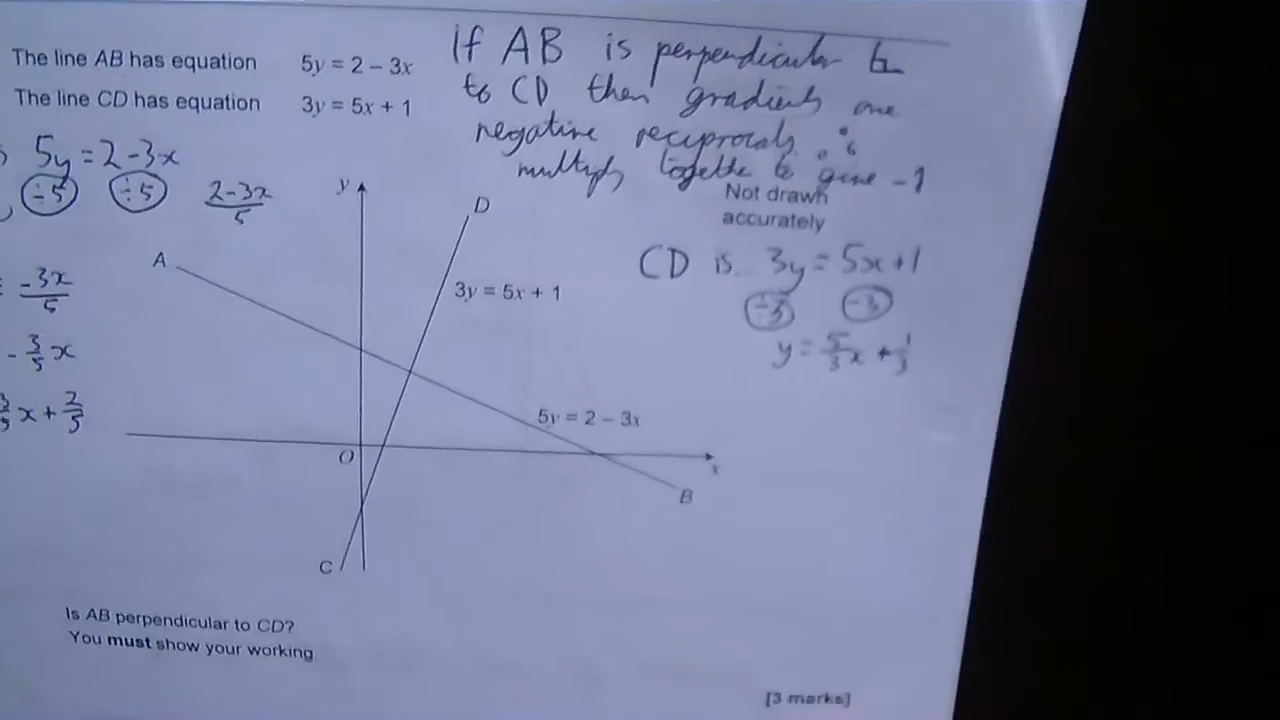 The line AB has equation 5y = 2 – 3x
The line CD has equation 3y = 5x + 1
If AB is perpendicular
to CD then gradients are
negative reciprocals ∴
multiply together to give -1
5y = 2 - 3x
÷5 ÷5
2-3x/5
-3x/5
- 3/5 x
x + 2/5
Not drawn
accurately
CD is 3y = 5x + 1
÷3 ÷3
y = 5/3 x + 1/3
y
D
A
3y = 5x + 1
5y = 2 – 3x
O
x
B
C
Is AB perpendicular to CD?
You must show your working.
[3 marks]